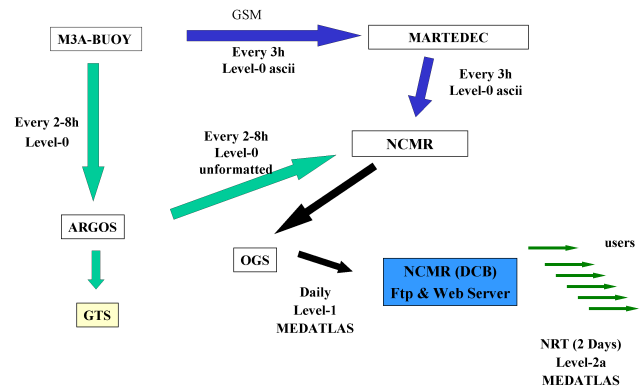 GSM
M3A-BUOY
MARTEDEC
Every 3h
Level-0 ascii
Every 3h
Level-0 ascii
Every 2-8h
Level-0
Every 2-8h
Level-0
unformatted
NCMR
ARGOS
OGS
users
NCMR (DCB)
Ftp & Web Server
GTS
Daily
Level-1
MEDATLAS
NRT (2 Days)
Level-2a
MEDATLAS